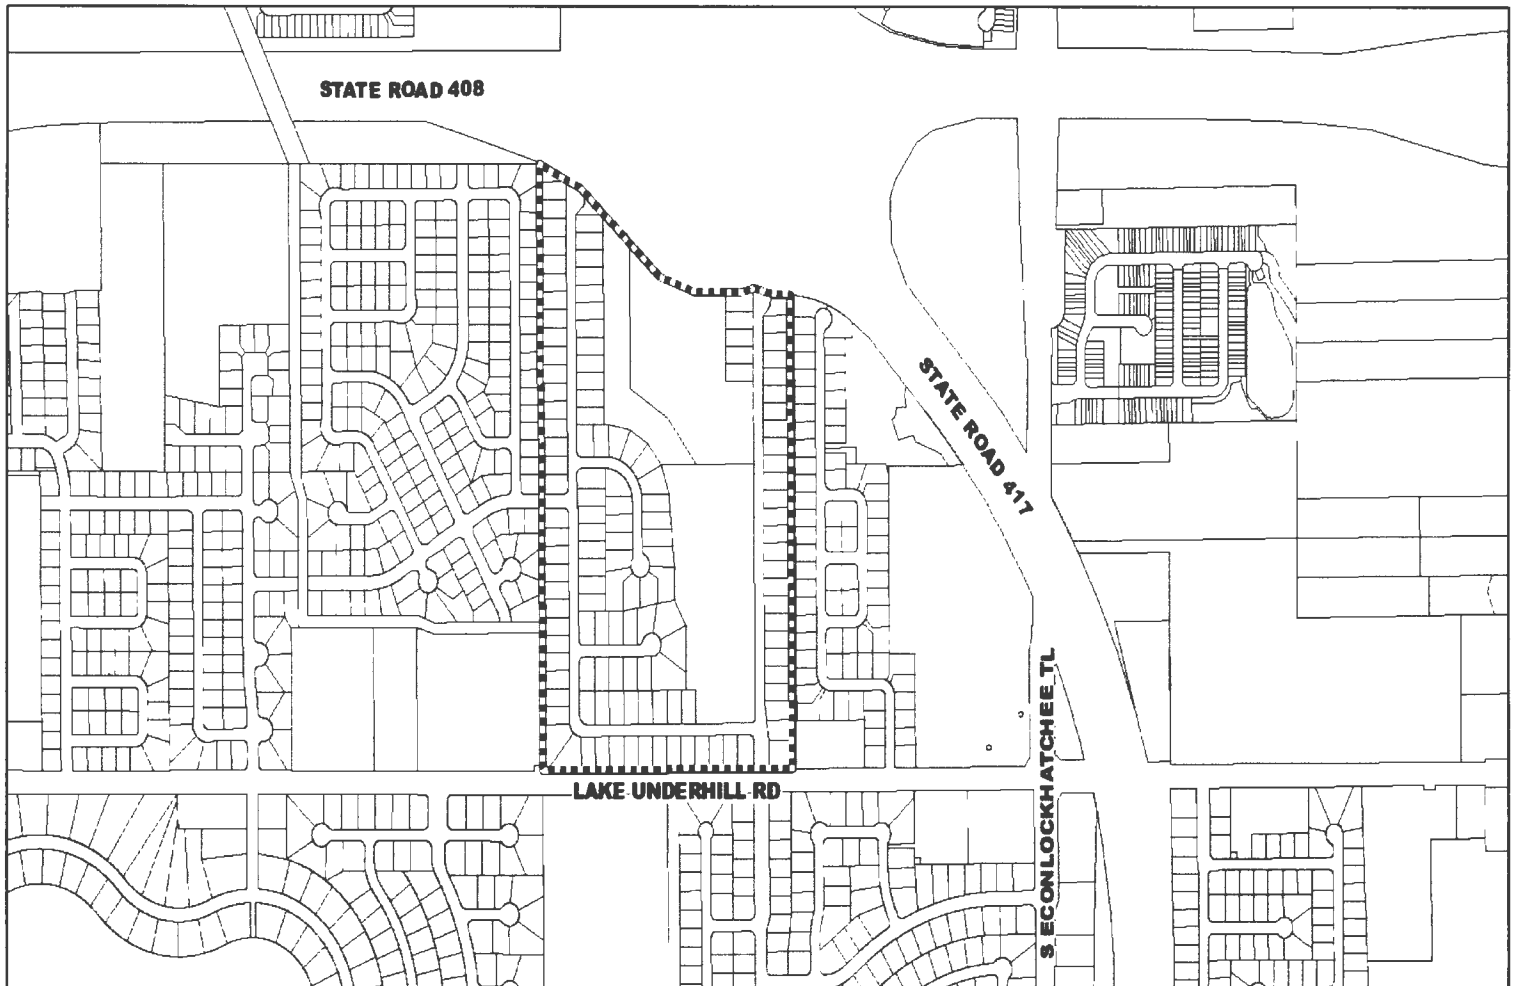 STATE ROAD 408
STATE ROAD 417
S ECONLOCKHATCHEE TL
LAKE UNDERHILL RD